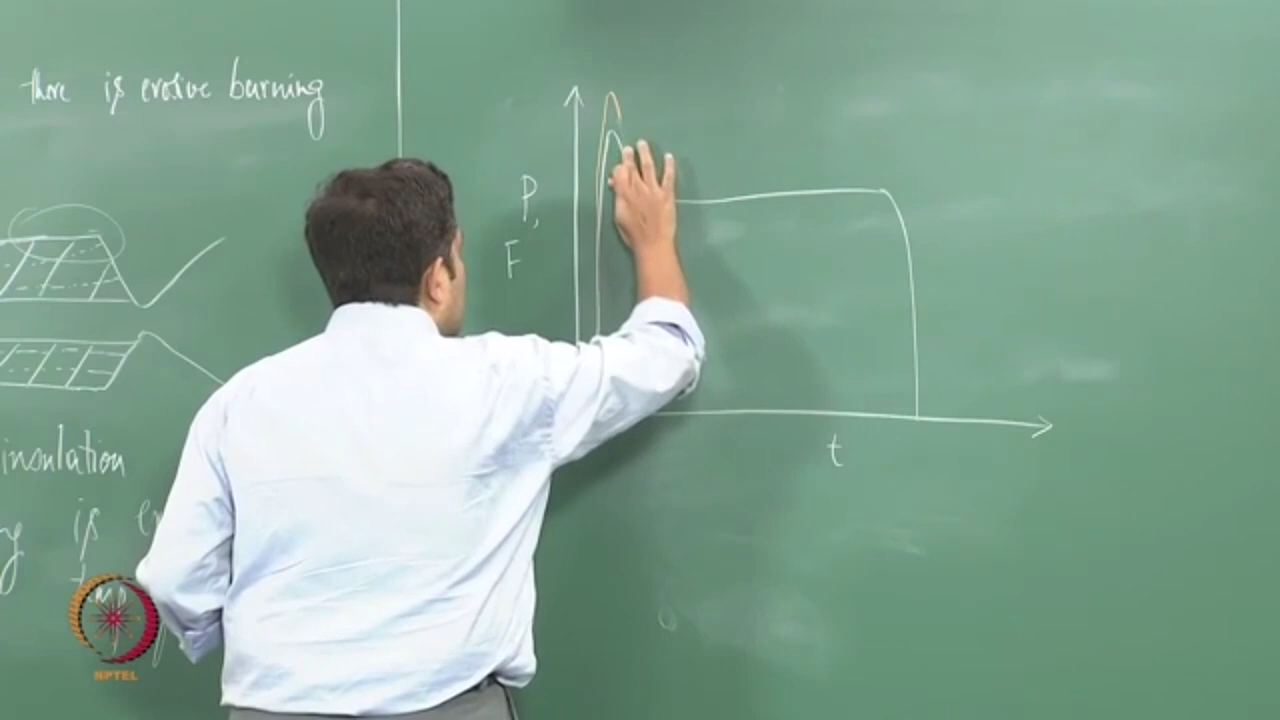 there is erosive burning
P,
F
insulation
is
t
NPTEL